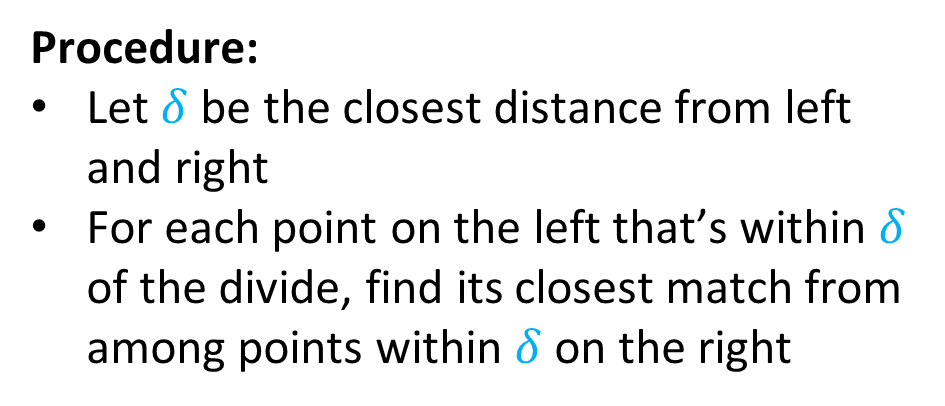 Procedure:
• Let δ be the closest distance from left
and right
• For each point on the left that’s within δ
of the divide, find its closest match from
among points within δ on the right